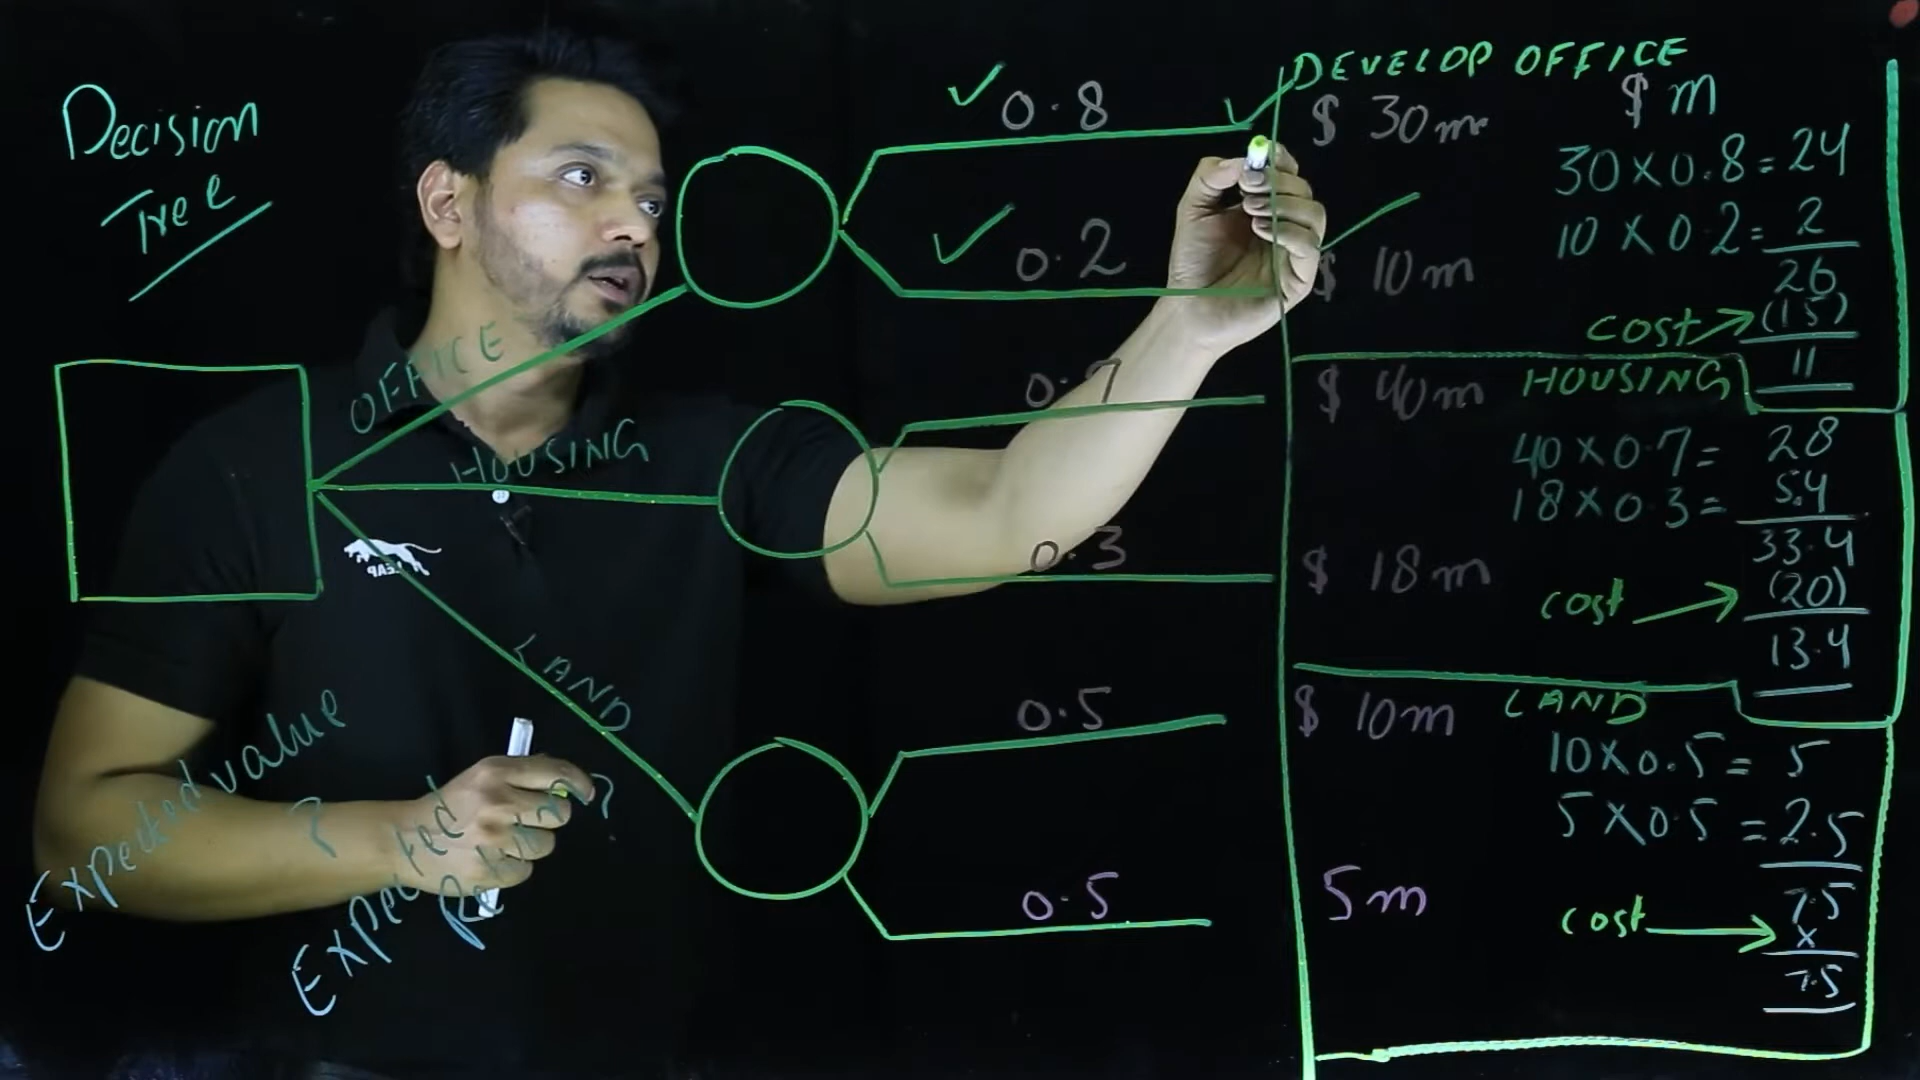 Decision
Tree
OFFICE
HOUSING
LAND
Expected value
?
Expected
Return?
0.8
0.2
0.7
0.3
0.5
0.5
DEVELOP OFFICE
$ 30m
$ 10m
$ 40m
$ 18m
$ 10m
5m
$ m
30 X 0.8 = 24
10 X 0.2 = 2
26
cost → (15)
11
HOUSING
40 X 0.7 = 28
18 X 0.3 = 5.4
33.4
cost → (20)
13.4
LAND
10 X 0.5 = 5
5 X 0.5 = 2.5
7.5
cost → X
7.5